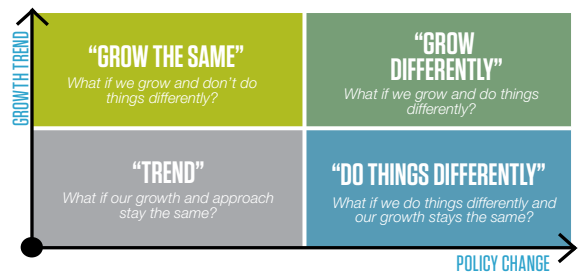 GROWTH TREND
“GROW THE SAME”
What if we grow and don’t do
things differently?
“GROW
DIFFERENTLY”
What if we grow and do things
differently?
“TREND”
What if our growth and approach
stay the same?
“DO THINGS DIFFERENTLY”
What if we do things differently and
our growth stays the same?
POLICY CHANGE